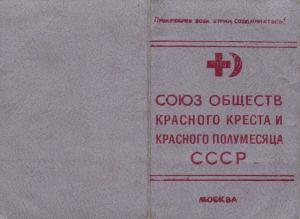 Пролетарии всех стран, соединяйтесь!
СОЮЗ ОБЩЕСТВ
КРАСНОГО КРЕСТА И
КРАСНОГО ПОЛУМЕСЯЦА
СССР
МОСКВА